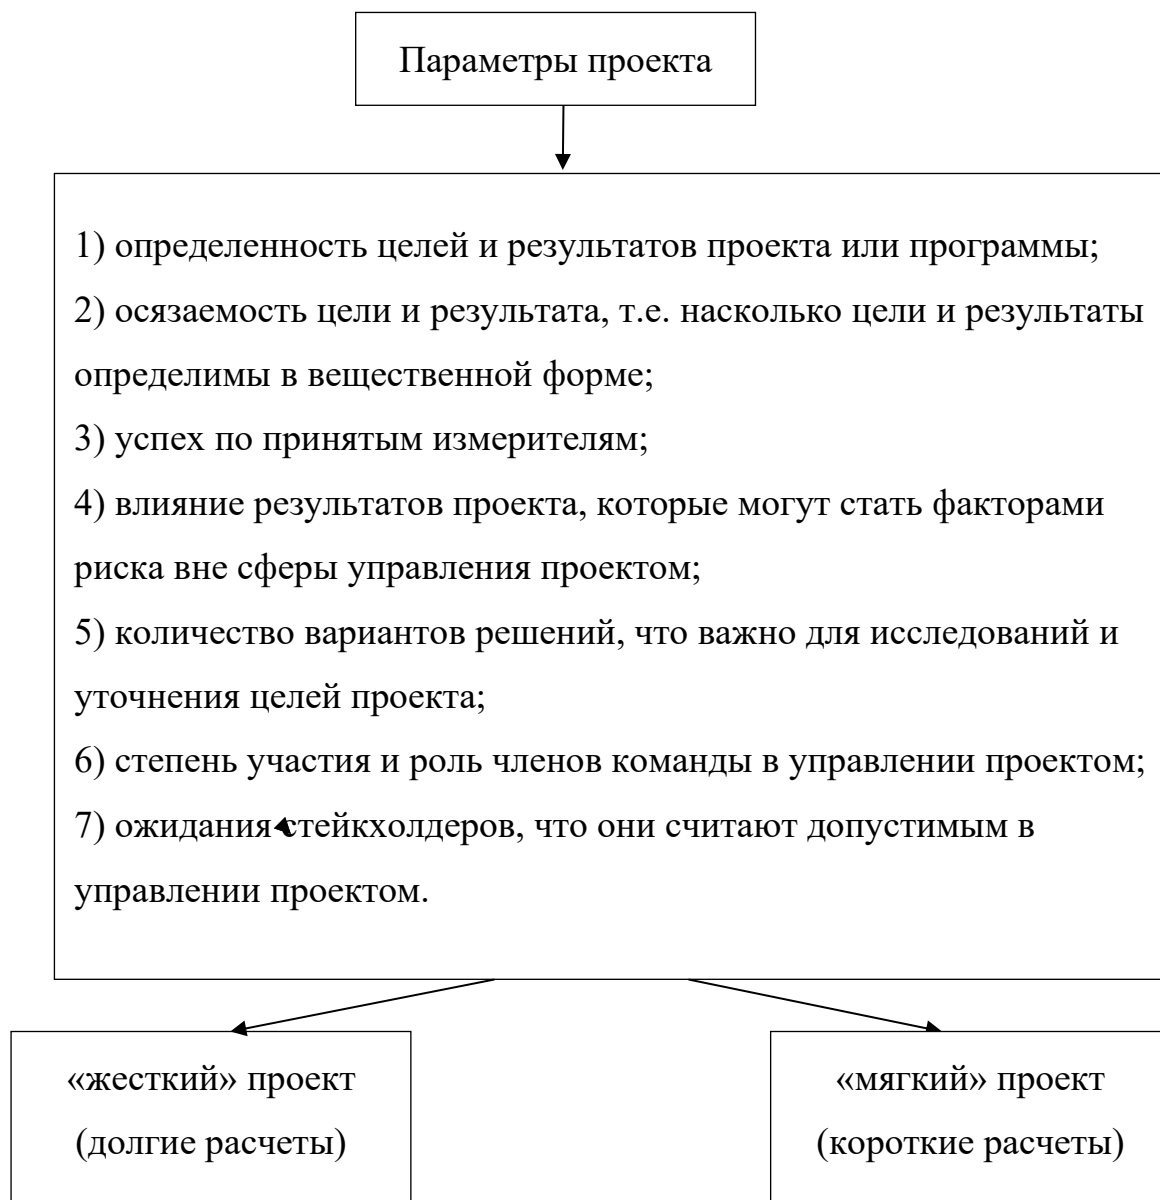 Параметры проекта
1) определенность целей и результатов проекта или программы;
2) осязаемость цели и результата, т.е. насколько цели и результаты
определимы в вещественной форме;
3) успех по принятым измерителям;
4) влияние результатов проекта, которые могут стать факторами
риска вне сферы управления проектом;
5) количество вариантов решений, что важно для исследований и
уточнения целей проекта;
6) степень участия и роль членов команды в управлении проектом;
7) ожидания стейкхолдеров, что они считают допустимым в
управлении проектом.
«жесткий» проект
(долгие расчеты)
«мягкий» проект
(короткие расчеты)